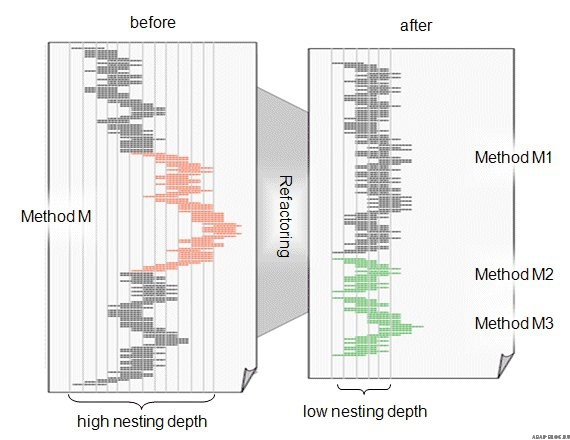 before
after
Method M
Refactoring
Method M1
Method M2
Method M3
high nesting depth
low nesting depth